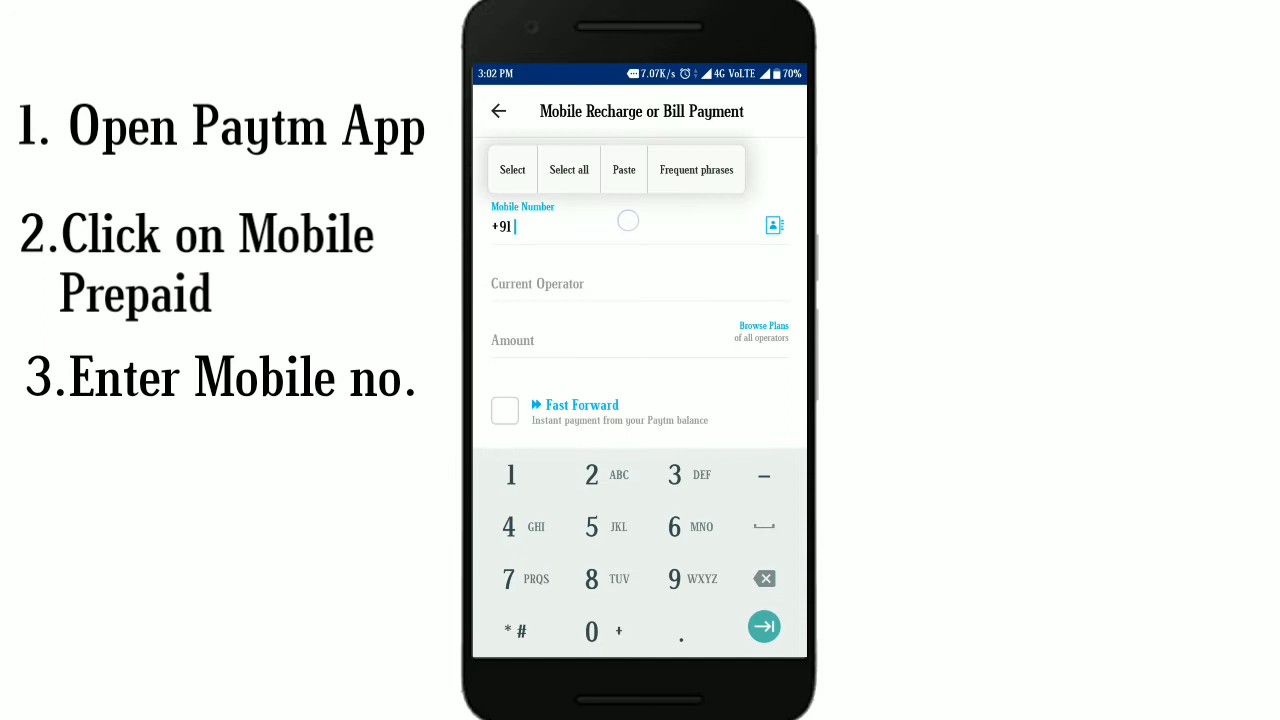 1. Open Paytm App
2.Click on Mobile
Prepaid
3.Enter Mobile no.
3:02 PM 7.07K/s 4G VoLTE 70%
Mobile Recharge or Bill Payment
Select Select all Paste Frequent phrases
Mobile Number
+91
Current Operator
Browse Plans
Amount of all operators
Fast Forward
Instant payment from your Paytm balance
1 2 ABC 3 DEF –
4 GHI 5 JKL 6 MNO
7 PRQS 8 TUV 9 WXYZ
* # 0 + .